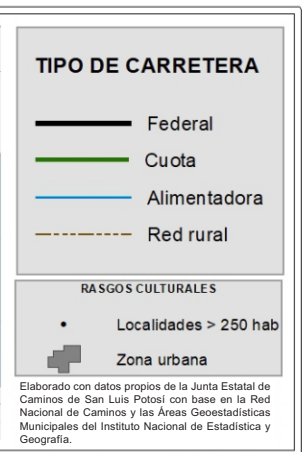 TIPO DE CARRETERA
Federal
Cuota
Alimentadora
Red rural
RASGOS CULTURALES
Localidades > 250 hab
Zona urbana
Elaborado con datos propios de la Junta Estatal de
Caminos de San Luis Potosí con base en la Red
Nacional de Caminos y las Áreas Geoestadísticas
Municipales del Instituto Nacional de Estadística y
Geografía.